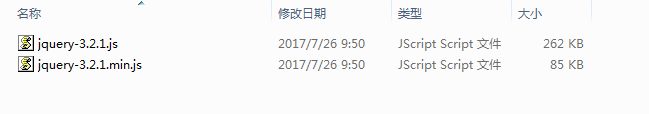 名称 修改日期 类型 大小
jquery-3.2.1.js 2017/7/26 9:50 JScript Script 文件 262 KB
jquery-3.2.1.min.js 2017/7/26 9:50 JScript Script 文件 85 KB